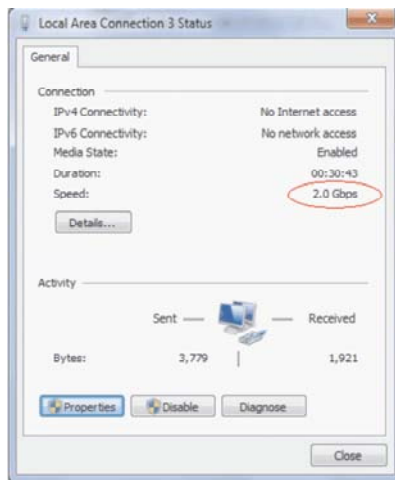 Local Area Connection 3 Status
General
Connection
IPv4 Connectivity: No Internet access
IPv6 Connectivity: No network access
Media State: Enabled
Duration: 00:30:43
Speed: 2.0 Gbps
Details...
Activity
Sent Received
Bytes: 3,779 1,921
Properties Disable Diagnose
Close